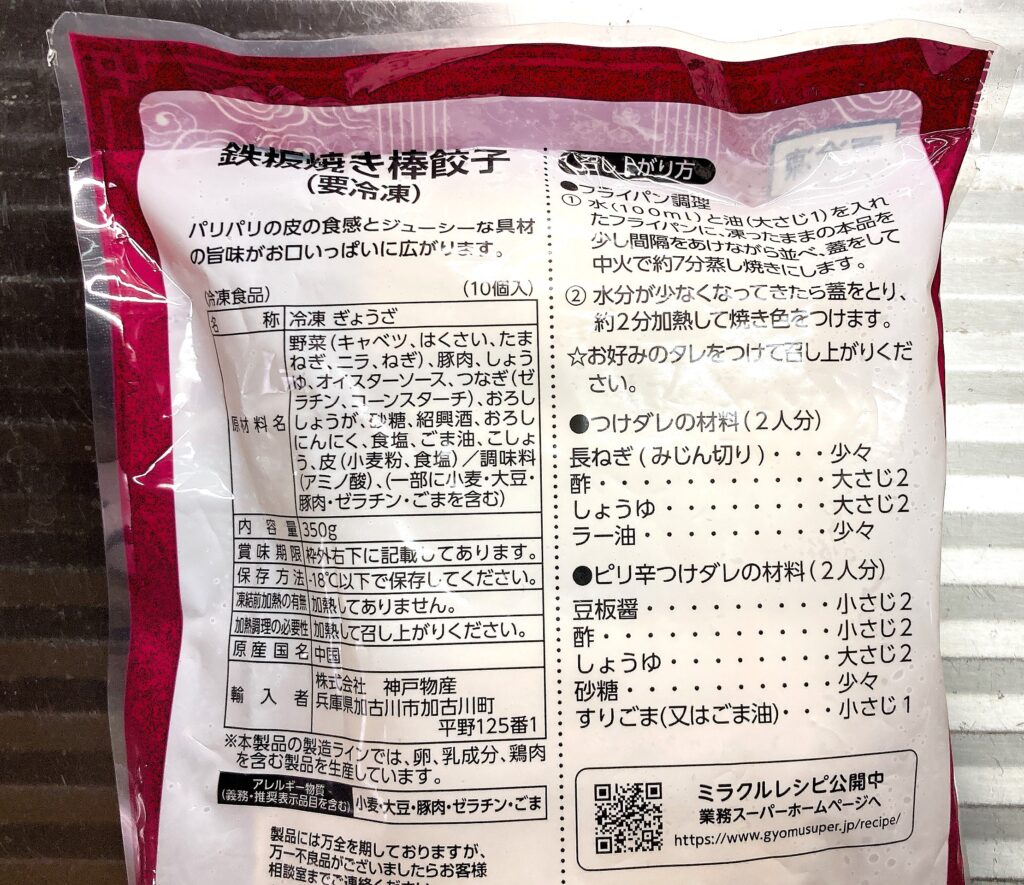 鉄板焼き棒餃子
(要冷凍)
パリパリの皮の食感とジューシーな具材
の旨味がお口いっぱいに広がります。
(冷凍食品)
(10個入)
名称 冷凍 ぎょうざ
原材料名 野菜(キャベツ、はくさい、たま
ねぎ、ニラ、ねぎ)、豚肉、しょう
ゆ、オイスターソース、つなぎ(ゼ
ラチン、コーンスターチ)、おろし
しょうが、砂糖、紹興酒、おろし
にんにく、食塩、ごま油、こしょ
う、皮(小麦粉、食塩)/調味料
(アミノ酸)、(一部に小麦・大豆・
豚肉・ゼラチン・ごまを含む)
内容量 350g
賞味期限 枠外右下に記載してあります。
保存方法 -18℃以下で保存してください。
凍結前加熱の有無 加熱してありません。
加熱調理の必要性 加熱して召し上がりください。
原産国名 中国
輸入者 株式会社 神戸物産
兵庫県加古川市加古川町
平野125番1
※本製品の製造ラインでは、卵、乳成分、鶏肉
を含む製品を生産しています。
アレルギー物質
(義務・推奨表示品目を含む) 小麦・大豆・豚肉・ゼラチン・ごま
製品には万全を期しておりますが、
万一不良品がございましたらお客様
相談室までご連絡ください
召し上がり方
●フライパン調理
① 水(100ml)と油(大さじ1)を入れ
たフライパンに、凍ったままの本品を
少し間隔をあけながら並べ、蓋をして
中火で約7分蒸し焼きにします。
② 水分が少なくなってきたら蓋をとり、
約2分加熱して焼き色をつけます。
☆お好みのタレをつけて召し上がりくだ
さい。
●つけダレの材料(2人分)
長ねぎ(みじん切り)・・・少々
酢・・・・・・・・・・・大さじ2
しょうゆ・・・・・・・・大さじ2
ラー油・・・・・・・・・少々
●ピリ辛つけダレの材料(2人分)
豆板醤・・・・・・・・・小さじ2
酢・・・・・・・・・・・小さじ2
しょうゆ・・・・・・・・大さじ2
砂糖・・・・・・・・・・少々
すりごま(又はごま油)・・・小さじ1
ミラクルレシピ公開中
業務スーパーホームページへ
https://www.gyomusuper.jp/recipe/